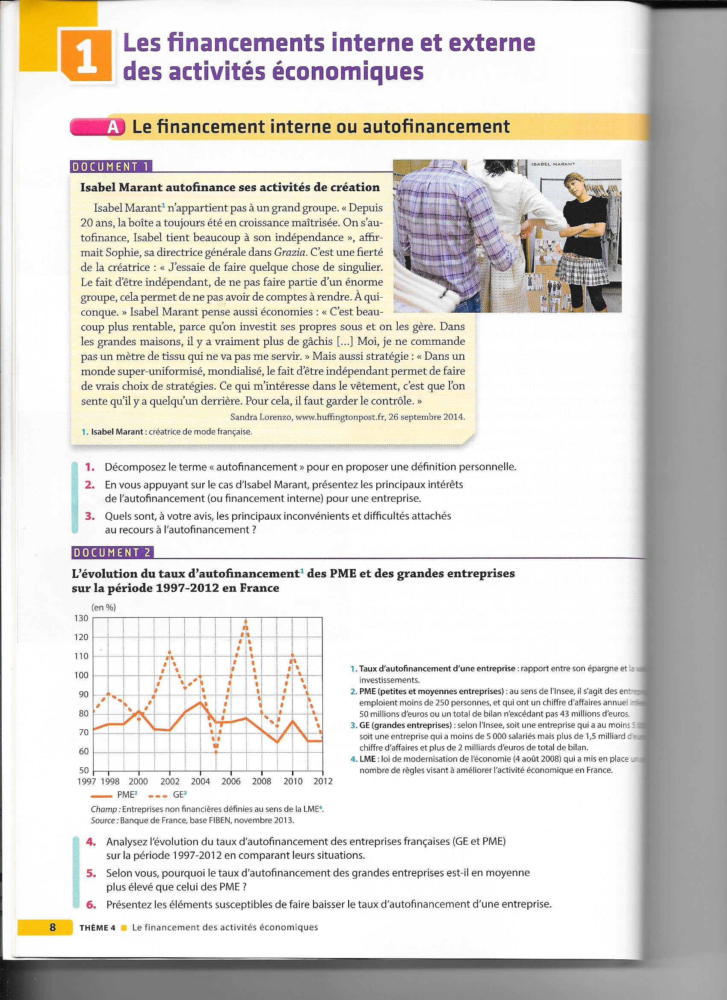 1
Les financements interne et externe
des activités économiques
A Le financement interne ou autofinancement
DOCUMENT 1
ISABEL MARANT
Isabel Marant autofinance ses activités de création
Isabel Marant¹ n'appartient pas à un grand groupe. « Depuis
20 ans, la boîte a toujours été en croissance maîtrisée. On s'au-
tofinance, Isabel tient beaucoup à son indépendance », affir-
mait Sophie, sa directrice générale dans Grazia. C'est une fierté
de la créatrice : « J'essaie de faire quelque chose de singulier.
Le fait d'être indépendant, de ne pas faire partie d'un énorme
groupe, cela permet de ne pas avoir de comptes à rendre. À qui-
conque. » Isabel Marant pense aussi économies : « C'est beau-
coup plus rentable, parce qu'on investit ses propres sous et on les gère. Dans
les grandes maisons, il y a vraiment plus de gâchis [...] Moi, je ne commande
pas un mètre de tissu qui ne va pas me servir. » Mais aussi stratégie : « Dans un
monde super-uniformisé, mondialisé, le fait d'être indépendant permet de faire
de vrais choix de stratégies. Ce qui m'intéresse dans le vêtement, c'est que l'on
sente qu'il y a quelqu'un derrière. Pour cela, il faut garder le contrôle. »
Sandra Lorenzo, www.huffingtonpost.fr, 26 septembre 2014.
1. Isabel Marant : créatrice de mode française.
1. Décomposez le terme « autofinancement » pour en proposer une définition personnelle.
2. En vous appuyant sur le cas d'Isabel Marant, présentez les principaux intérêts
de l'autofinancement (ou financement interne) pour une entreprise.
3. Quels sont, à votre avis, les principaux inconvénients et difficultés attachés
au recours à l'autofinancement ?
DOCUMENT 2
L'évolution du taux d'autofinancement¹ des PME et des grandes entreprises
sur la période 1997-2012 en France
(en %)
130
120
110
100
90
80
70
60
50
1997 1998 2000 2002 2004 2006 2008 2010 2012
PME² GE³
Champ : Entreprises non financières définies au sens de la LME⁴.
Source : Banque de France, base FIBEN, novembre 2013.
1. Taux d'autofinancement d'une entreprise : rapport entre son épargne et la
investissements.
2. PME (petites et moyennes entreprises) : au sens de l'Insee, il s'agit des
emploient moins de 250 personnes, et qui ont un chiffre d'affaires annuel
50 millions d'euros ou un total de bilan n'excédant pas 43 millions d'euros.
3. GE (grandes entreprises) : selon l'Insee, soit une entreprise qui a au moins
soit une entreprise qui a moins de 5 000 salariés mais plus de 1,5 milliard
chiffre d'affaires et plus de 2 milliards d'euros de total de bilan.
4. LME : loi de modernisation de l'économie (4 août 2008) qui a mis en place
nombre de règles visant à améliorer l'activité économique en France.
4. Analysez l'évolution du taux d'autofinancement des entreprises françaises (GE et PME)
sur la période 1997-2012 en comparant leurs situations.
5. Selon vous, pourquoi le taux d'autofinancement des grandes entreprises est-il en moyenne
plus élevé que celui des PME ?
6. Présentez les éléments susceptibles de faire baisser le taux d'autofinancement d'une entreprise.
8 THÈME 4 ■ Le financement des activités économiques